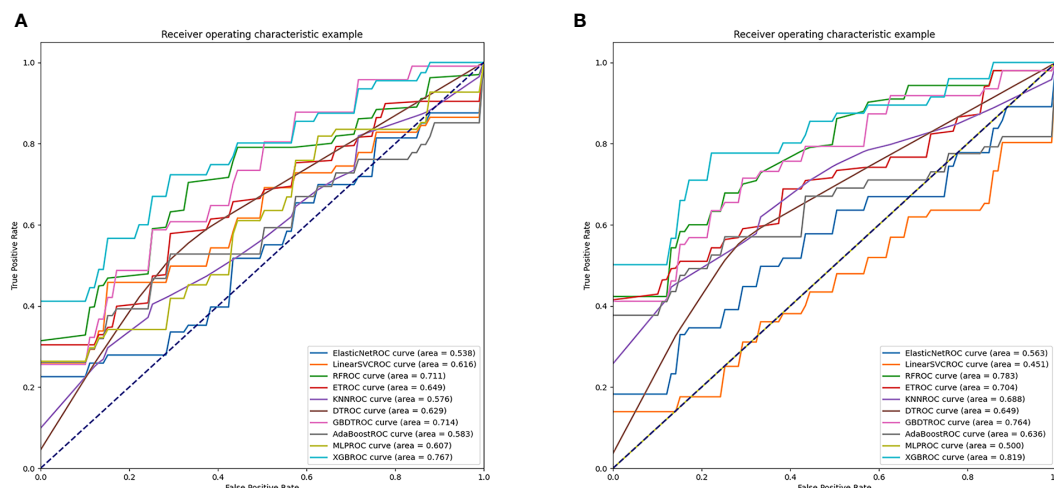 A
Receiver operating characteristic example
1.0
0.8
0.6
0.4
0.2
0.0
True Positive Rate
0.2
0.4
0.6
0.8
1.0
False Positive Rate
ElasticNetROC curve (area = 0.538)
LinearSVCROC curve (area = 0.616)
RFROC curve (area = 0.711)
ETROC curve (area = 0.649)
KNNROC curve (area = 0.576)
DTROC curve (area = 0.629)
GBDTROC curve (area = 0.714)
AdaBoostROC curve (area = 0.583)
MLPROC curve (area = 0.607)
XGBROC curve (area = 0.767)
0.0
B
Receiver operating characteristic example
1.0
0.8
0.6
0.4
0.2
0.0
True Positive Rate
0.0
0.2
0.4
0.6
0.8
False Positive Rate
ElasticNetROC curve (area = 0.563)
LinearSVCROC curve (area = 0.451)
RFROC curve (area = 0.783)
ETROC curve (area = 0.704)
KNNROC curve (area = 0.688)
DTROC curve (area = 0.649)
GBDTROC curve (area = 0.764)
AdaBoostROC curve (area = 0.636)
MLPROC curve (area = 0.500)
XGBROC curve (area = 0.819)